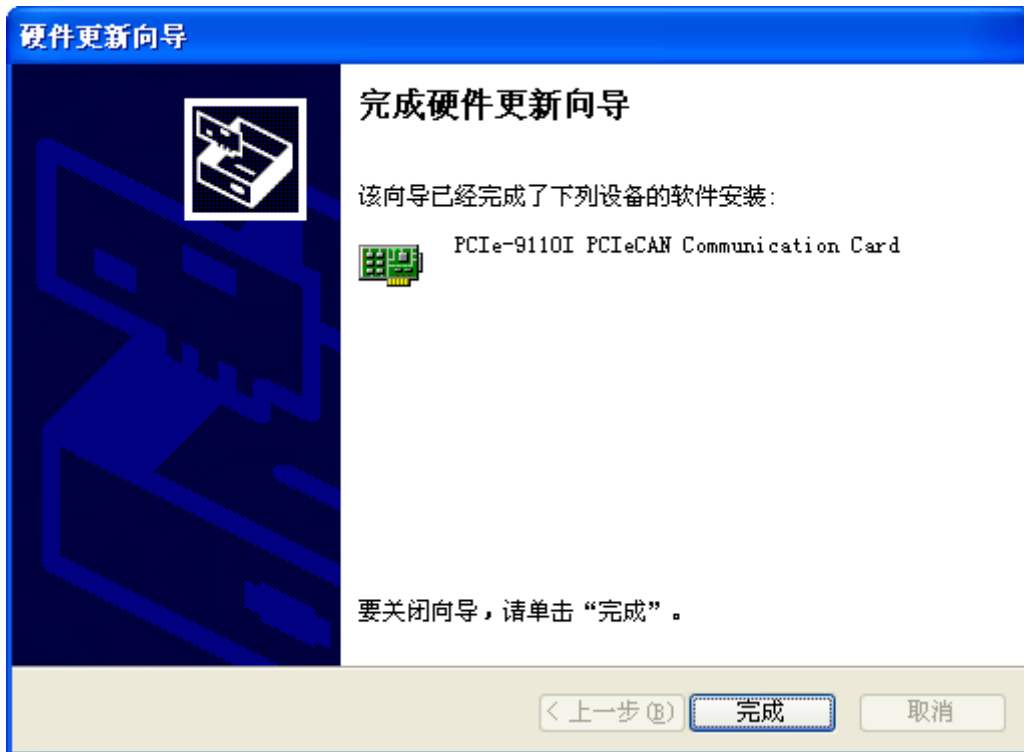 硬件更新向导
完成硬件更新向导
该向导已经完成了下列设备的软件安装:
PCIe-9110I PCIeCAN Communication Card
要关闭向导,请单击“完成”。
< 上一步(B)
完成
取消